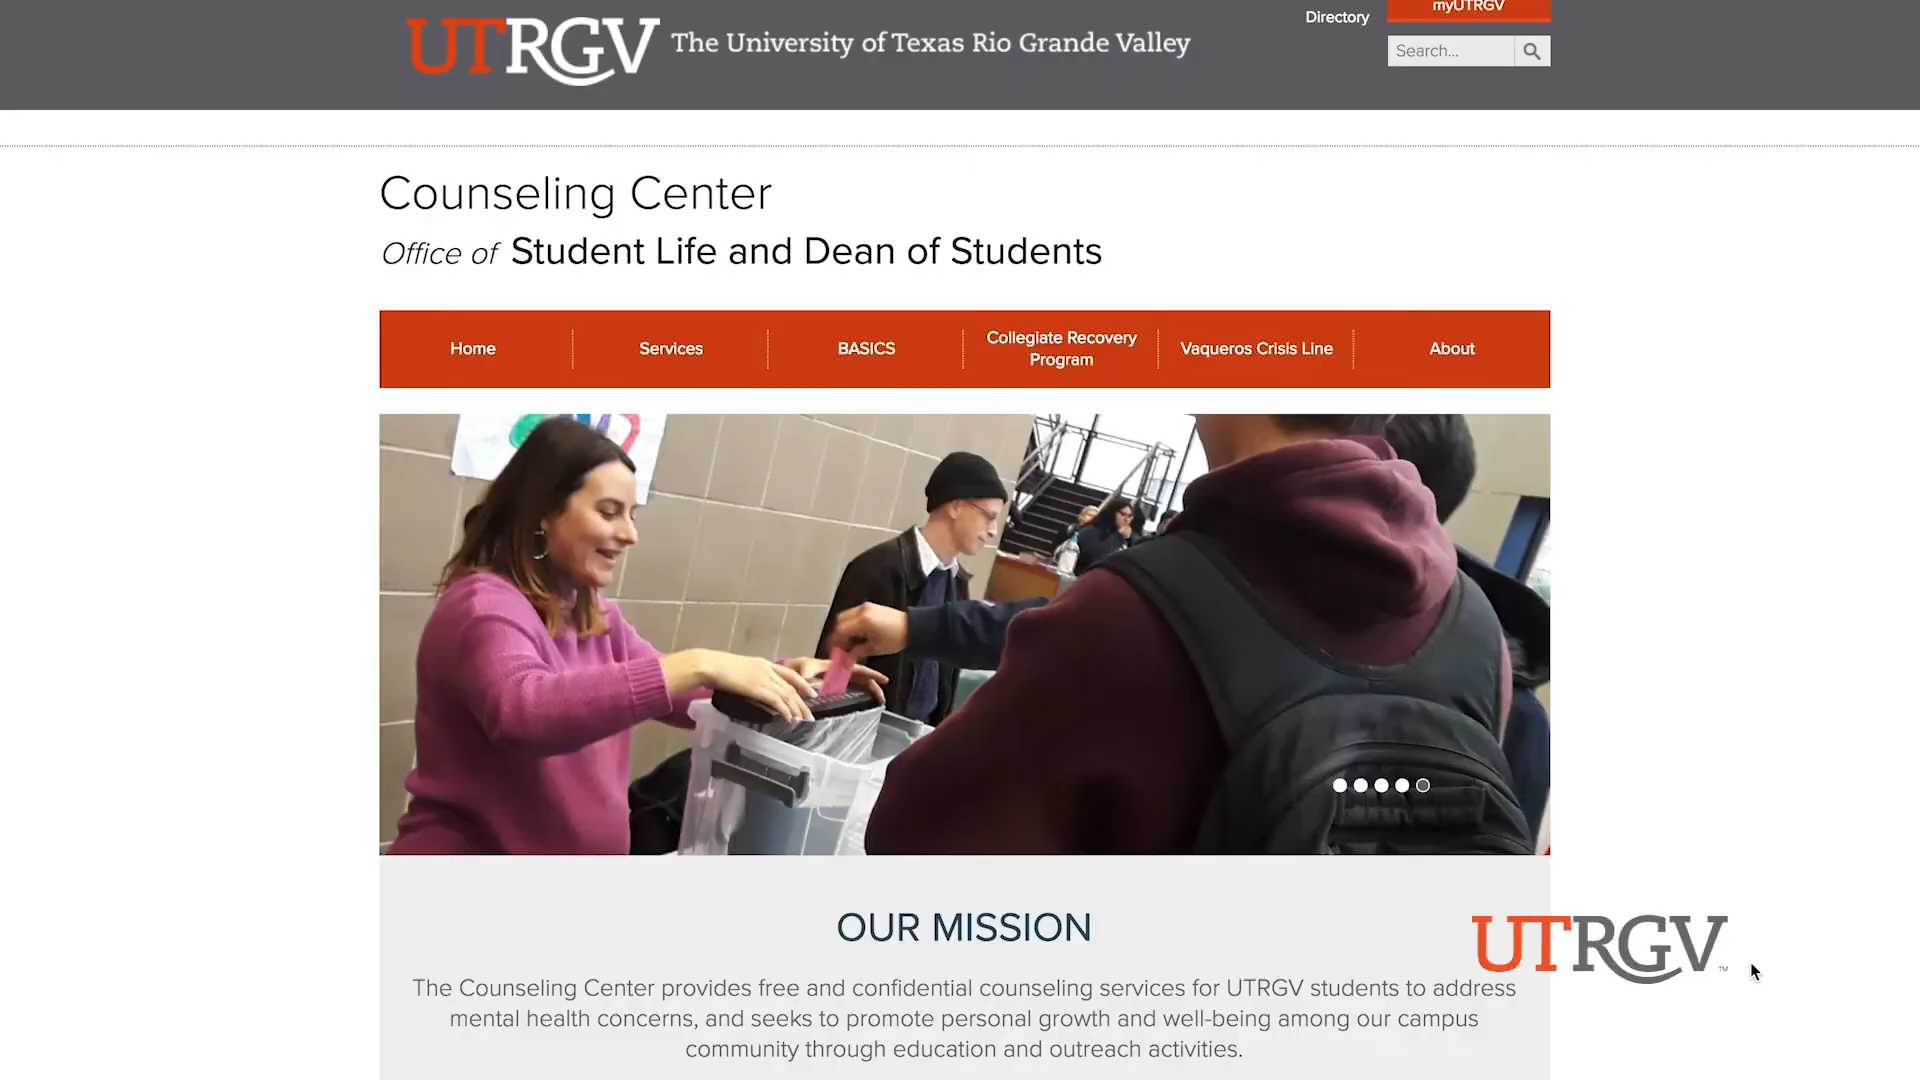 myUTRGV
Directory
UTRGV The University of Texas Rio Grande Valley
Search...
Counseling Center
Office of Student Life and Dean of Students
Home
Services
BASICS
Collegiate Recovery
Program
Vaqueros Crisis Line
About
OUR MISSION
UTRGV™
The Counseling Center provides free and confidential counseling services for UTRGV students to address
mental health concerns, and seeks to promote personal growth and well-being among our campus
community through education and outreach activities.